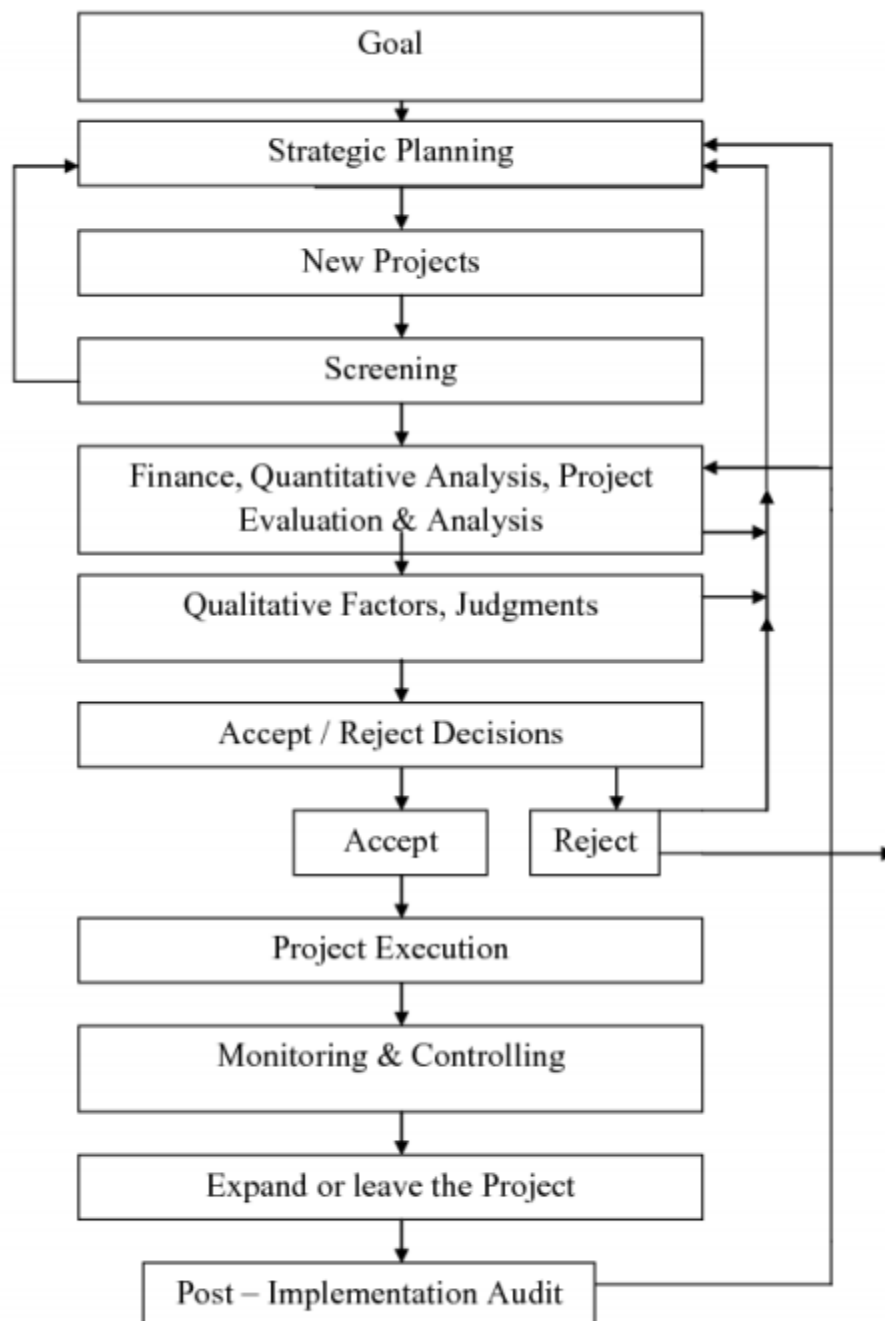 Goal
Strategic Planning
New Projects
Screening
Finance, Quantitative Analysis, Project
Evaluation & Analysis
Qualitative Factors, Judgments
Accept / Reject Decisions
Accept
Reject
Project Execution
Monitoring & Controlling
Expand or leave the Project
Post – Implementation Audit